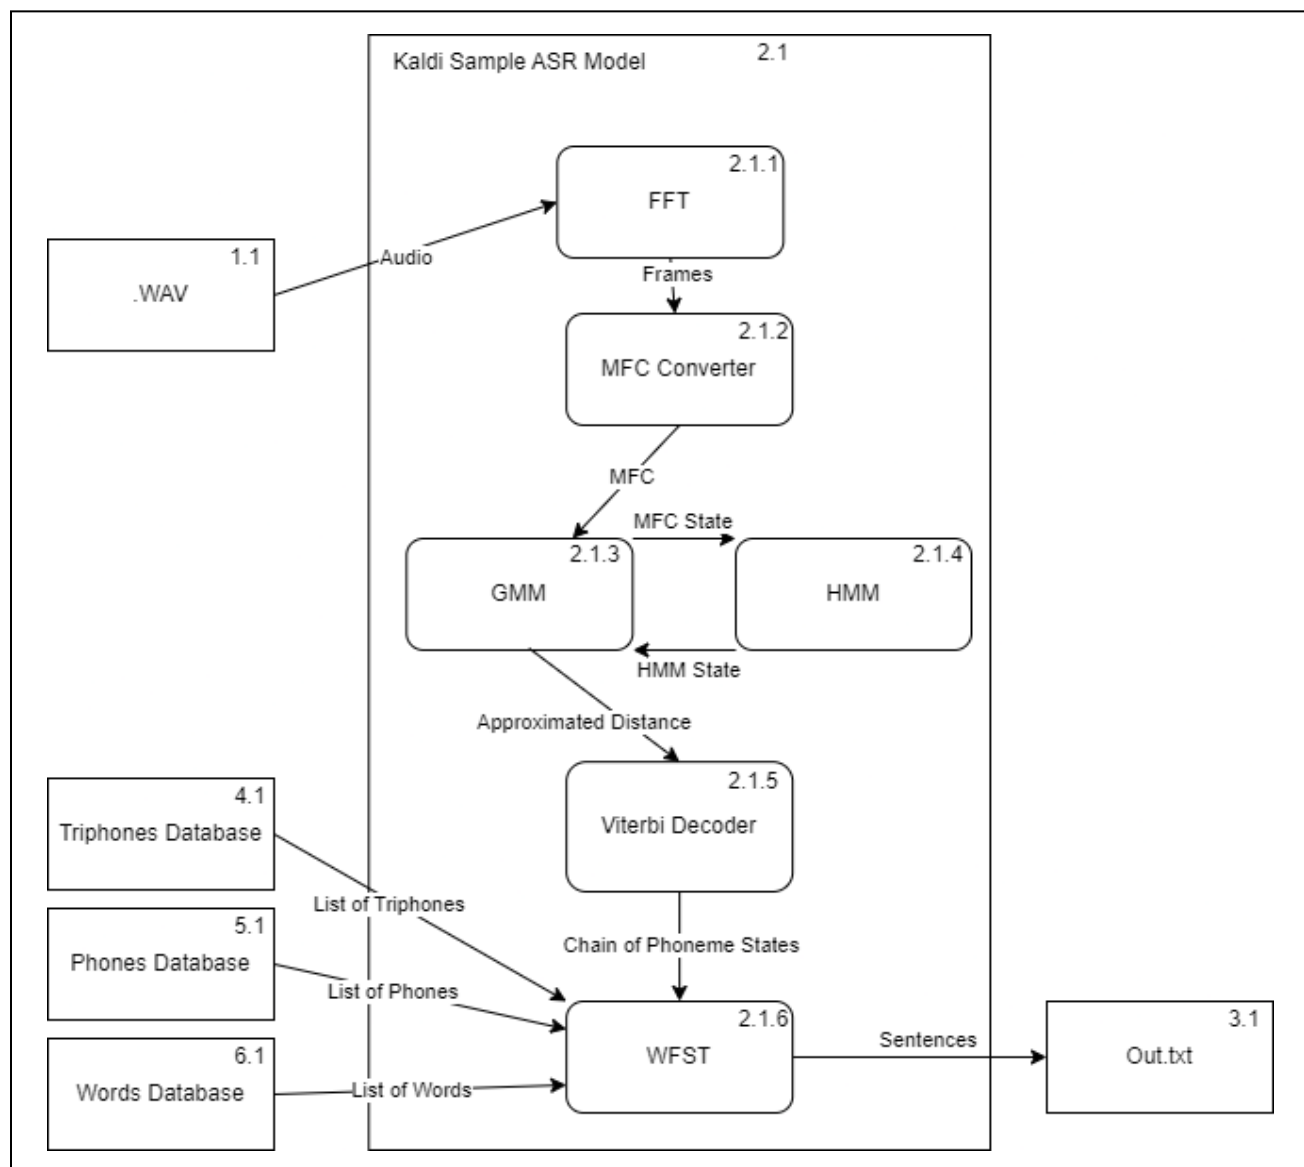 Kaldi Sample ASR Model
2.1
2.1.1
FFT
1.1
.WAV
Audio
Frames
2.1.2
MFC Converter
MFC
MFC State
2.1.3
GMM
2.1.4
HMM
HMM State
Approximated Distance
2.1.5
Viterbi Decoder
4.1
Triphones Database
List of Triphones
5.1
Phones Database
List of Phones
Chain of Phoneme States
6.1
Words Database
List of Words
2.1.6
WFST
Sentences
3.1
Out.txt